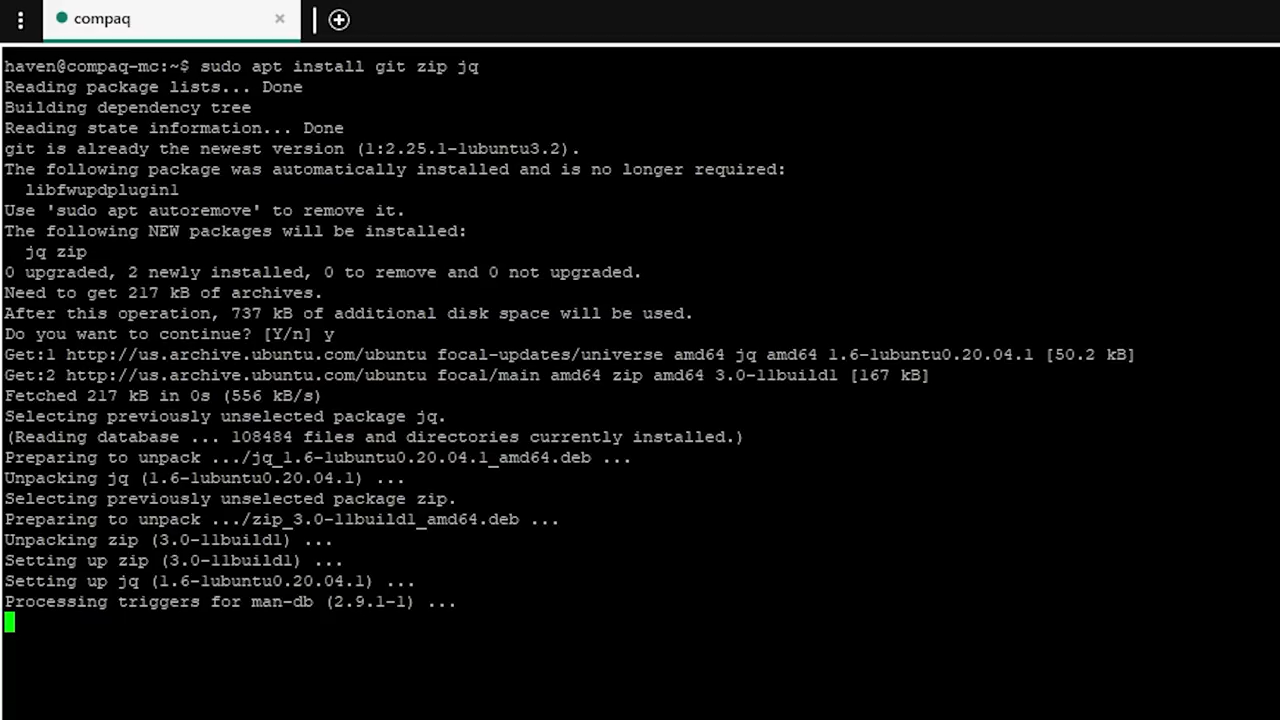 compaq
haven@compaq-mc:~$ sudo apt install git zip jq
Reading package lists... Done
Building dependency tree
Reading state information... Done
git is already the newest version (1:2.25.1-1ubuntu3.2).
The following package was automatically installed and is no longer required:
  libfwupdplugin1
Use 'sudo apt autoremove' to remove it.
The following NEW packages will be installed:
  jq zip
0 upgraded, 2 newly installed, 0 to remove and 0 not upgraded.
Need to get 217 kB of archives.
After this operation, 737 kB of additional disk space will be used.
Do you want to continue? [Y/n] y
Get:1 http://us.archive.ubuntu.com/ubuntu focal-updates/universe amd64 jq amd64 1.6-1ubuntu0.20.04.1 [50.2 kB]
Get:2 http://us.archive.ubuntu.com/ubuntu focal/main amd64 zip amd64 3.0-11build1 [167 kB]
Fetched 217 kB in 0s (556 kB/s)
Selecting previously unselected package jq.
(Reading database ... 108484 files and directories currently installed.)
Preparing to unpack .../jq_1.6-1ubuntu0.20.04.1_amd64.deb ...
Unpacking jq (1.6-1ubuntu0.20.04.1) ...
Selecting previously unselected package zip.
Preparing to unpack .../zip_3.0-11build1_amd64.deb ...
Unpacking zip (3.0-11build1) ...
Setting up zip (3.0-11build1) ...
Setting up jq (1.6-1ubuntu0.20.04.1) ...
Processing triggers for man-db (2.9.1-1) ...